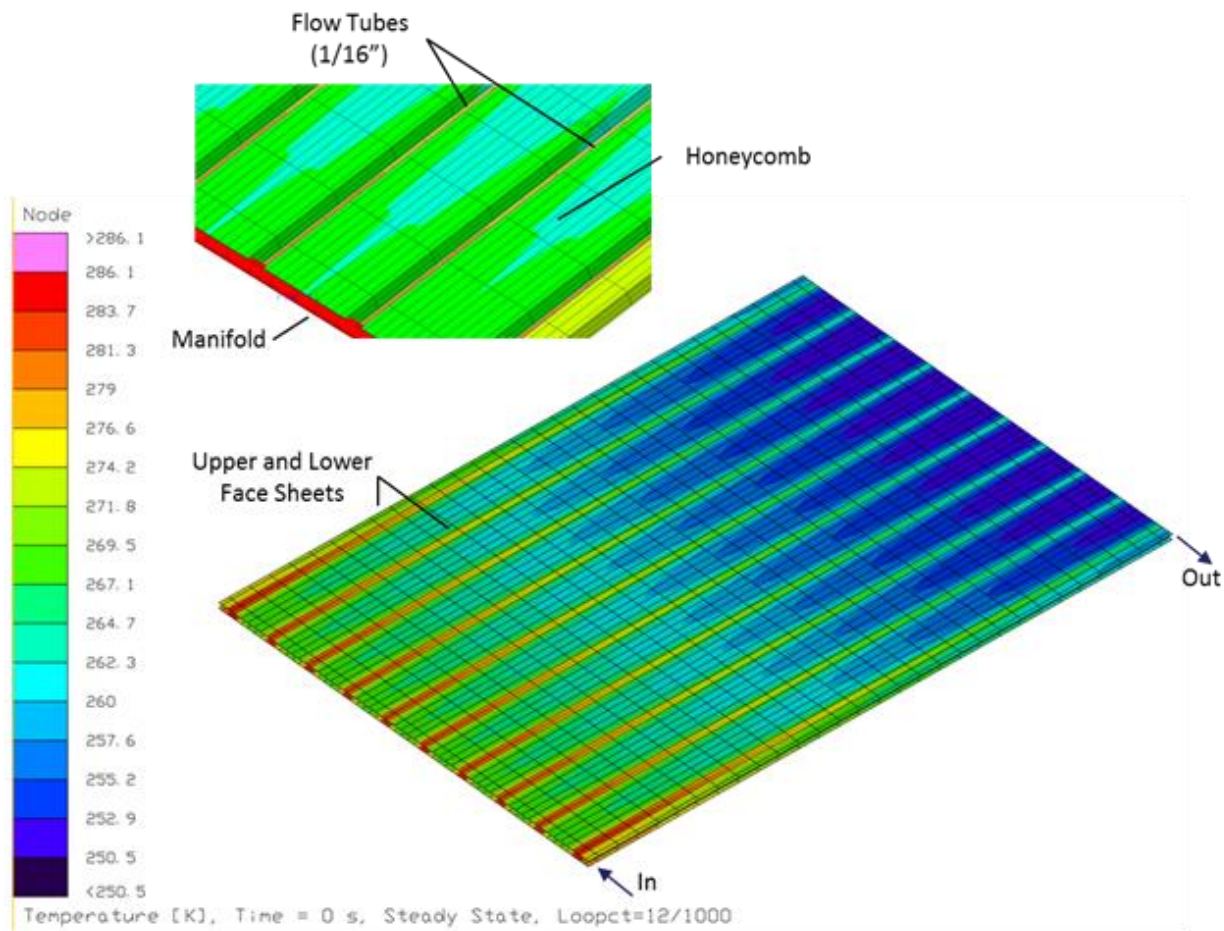 Flow Tubes
(1/16”)
Honeycomb
Manifold
Node
>286. 1
286. 1
283. 7
281. 3
279
276. 6
274. 2
271. 8
269. 5
267. 1
264. 7
262. 3
260
257. 6
255. 2
252. 9
250. 5
<250. 5
Upper and Lower
Face Sheets
Out
In
Temperature [K], Time = 0 s, Steady State, Loopct=12/1000